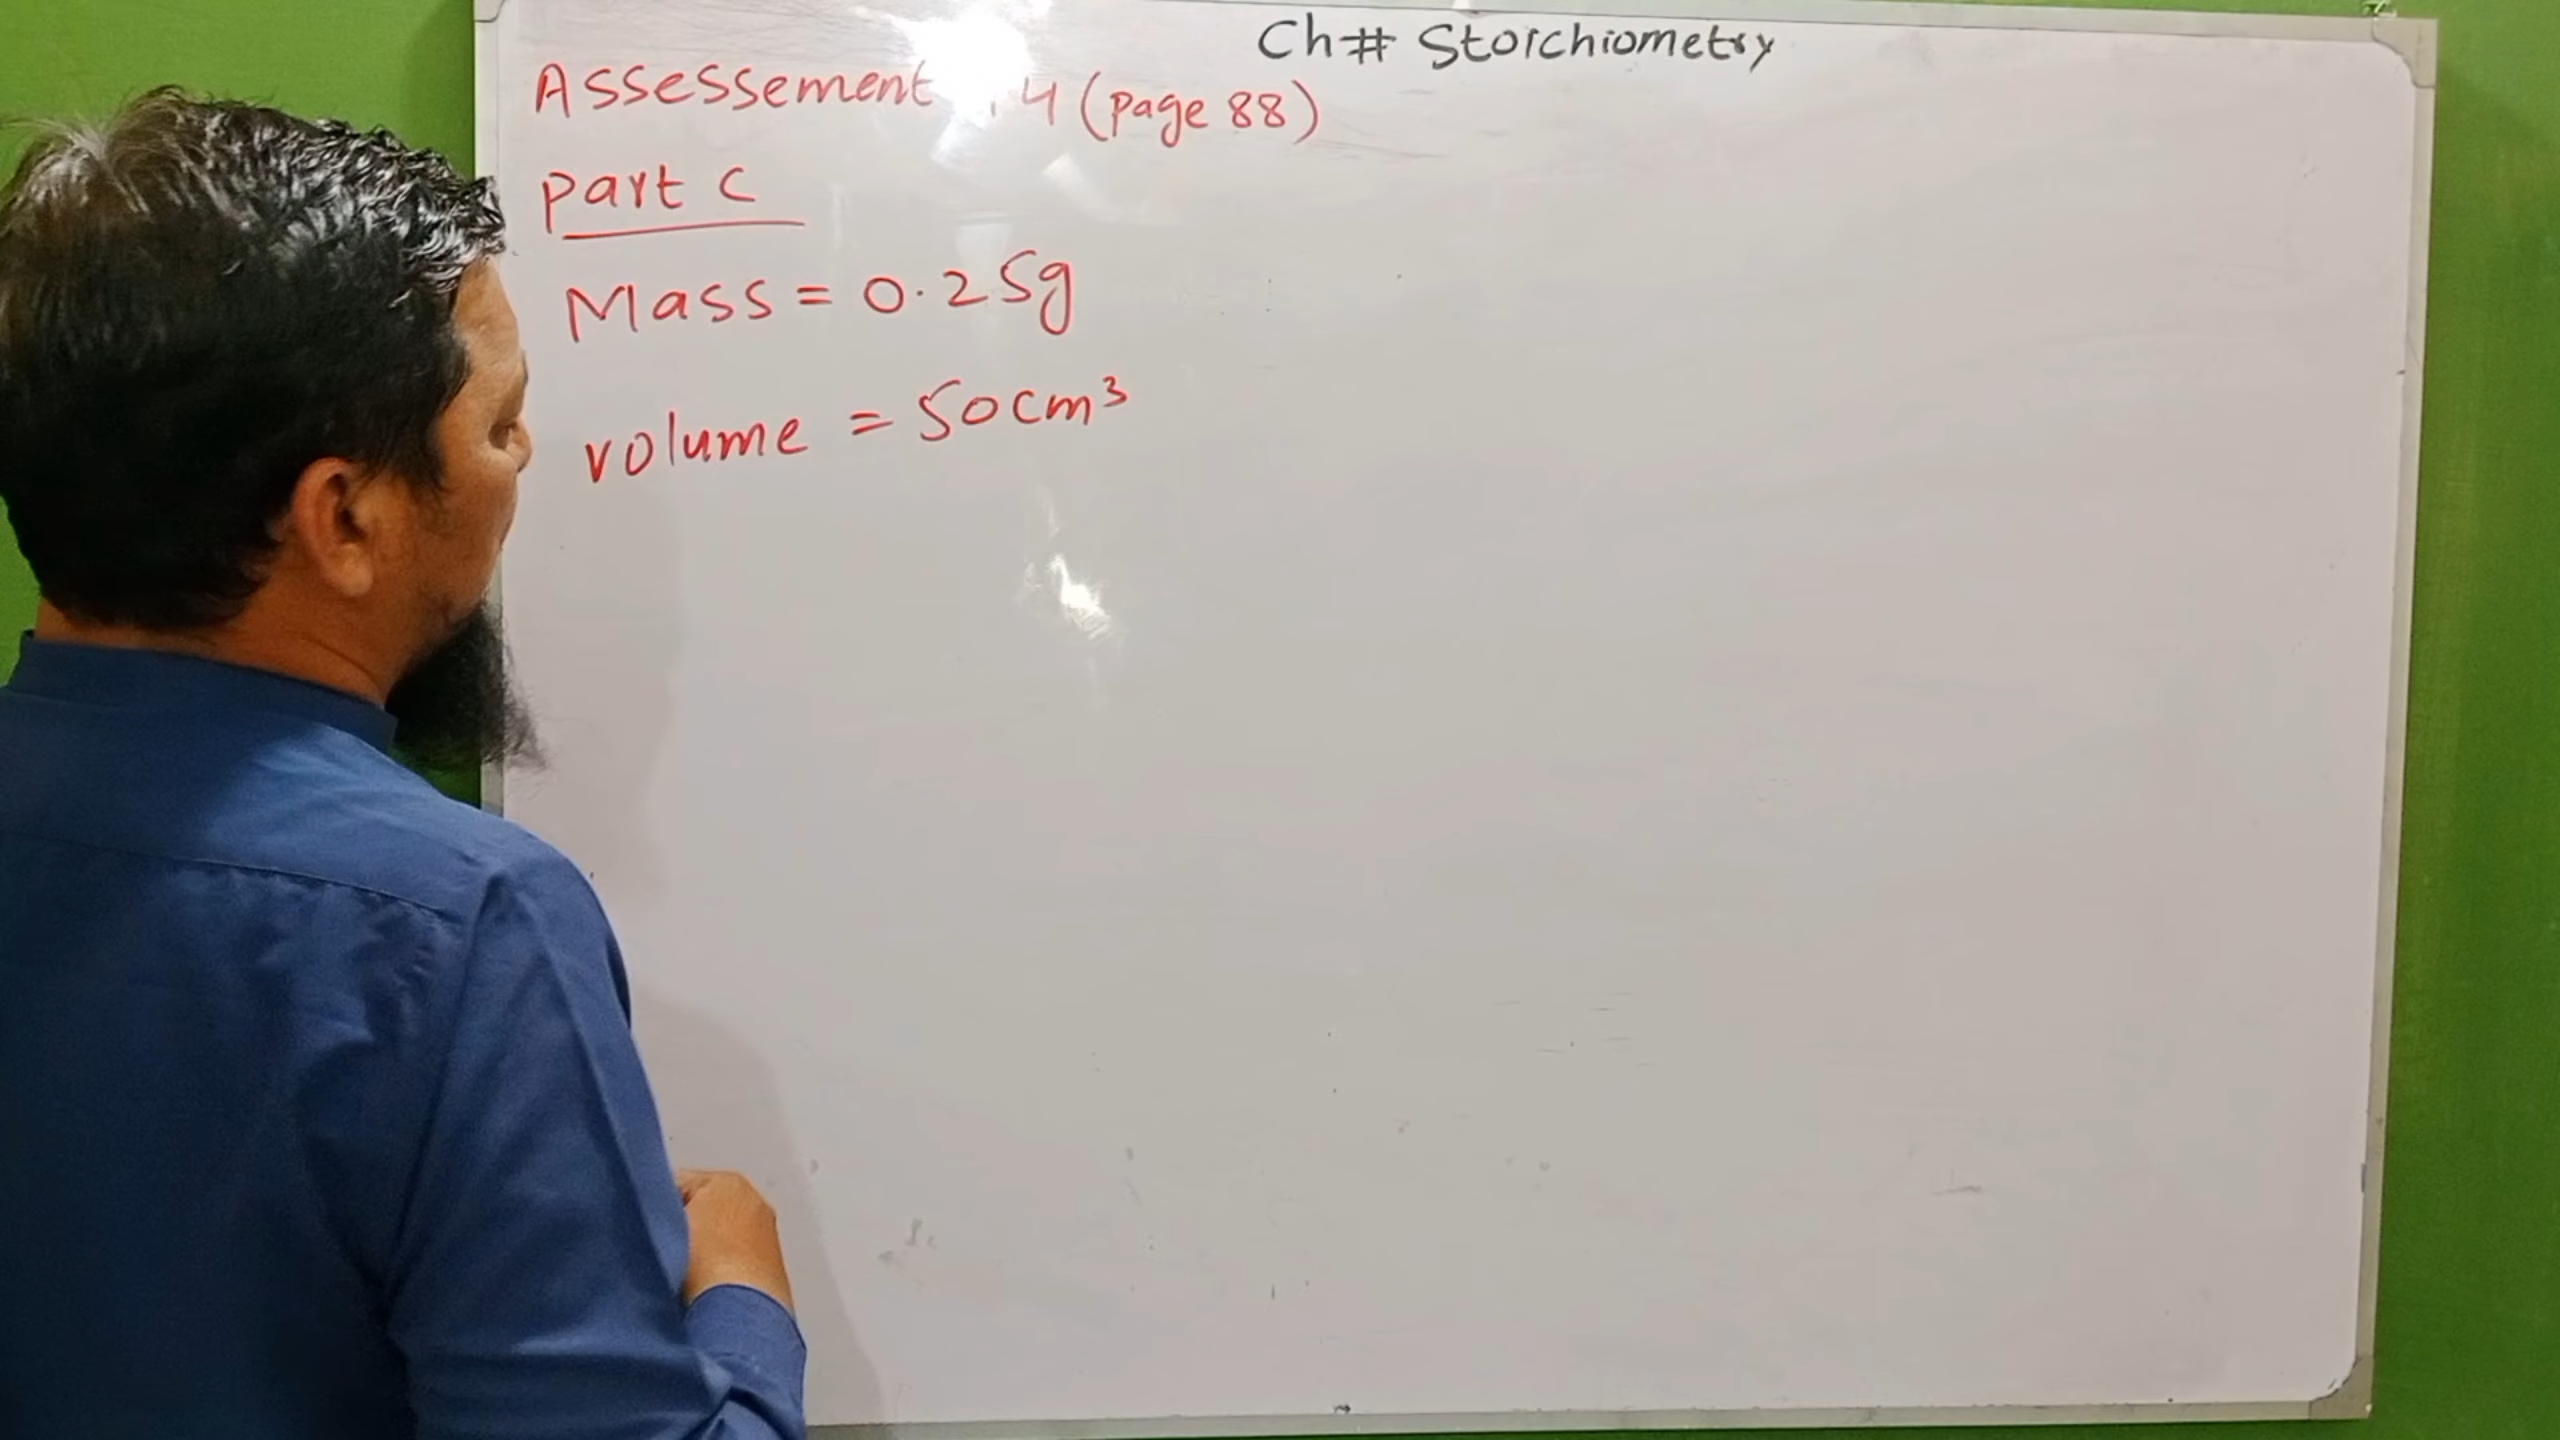 Ch# Stoichiometry
Assessement .4 (page 88)
part C
Mass = 0.25g
volume = 50cm³